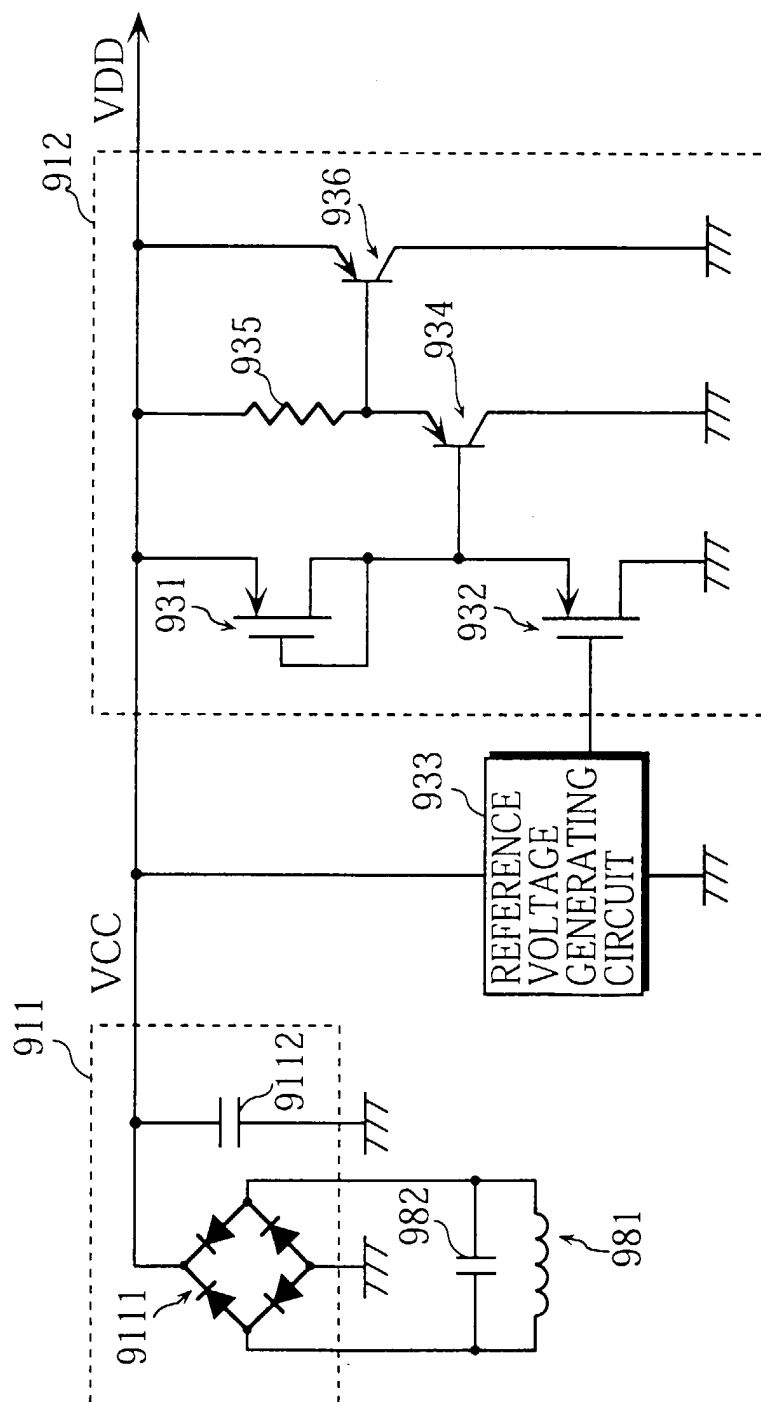 911
VCC
912
VDD
9111
9112
982
981
933
REFERENCE
VOLTAGE
GENERATING
CIRCUIT
931
932
935
934
936